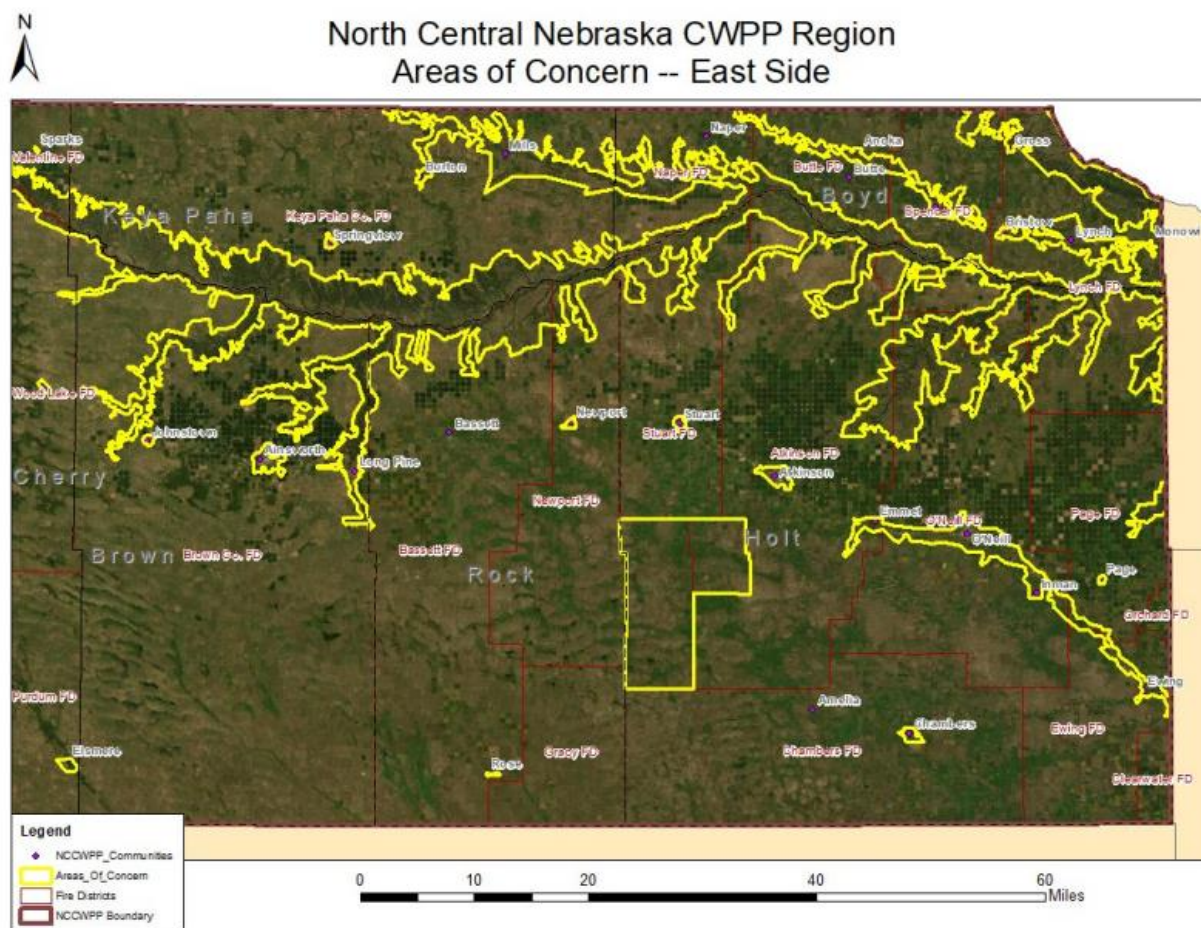 N
North Central Nebraska CWPP Region
Areas of Concern -- East Side
Sparks
Valentine FD
Naper
Mills
Anoka
Gross
Burton
Naper FD
Butte FD
Butte
Boyd
Spencer FD
Keya Paha
Keya Paha Co. FD
Springview
Bristow
Lynch
Monowi
Lynch FD
Wood Lake FD
Johnstown
Ainsworth
Long Pine
Bassett
Newport
Stuart
Stuart FD
Atkinson FD
Atkinson
Cherry
Newport FD
Emmet
O'Neill FD
O'Neill
Page FD
Holt
Brown
Brown Co. FD
Bassett FD
Rock
Page
Inman
Orchard FD
Purdum FD
Ewing
Amelia
Elsmere
Chambers
Ewing FD
Gracy FD
Chambers FD
Rose
Clearwater FD
Legend
NCCWPP_Communities
Areas_Of_Concern
Fire Districts
NCCWPP Boundary
0 5 10 20 40 60
Miles